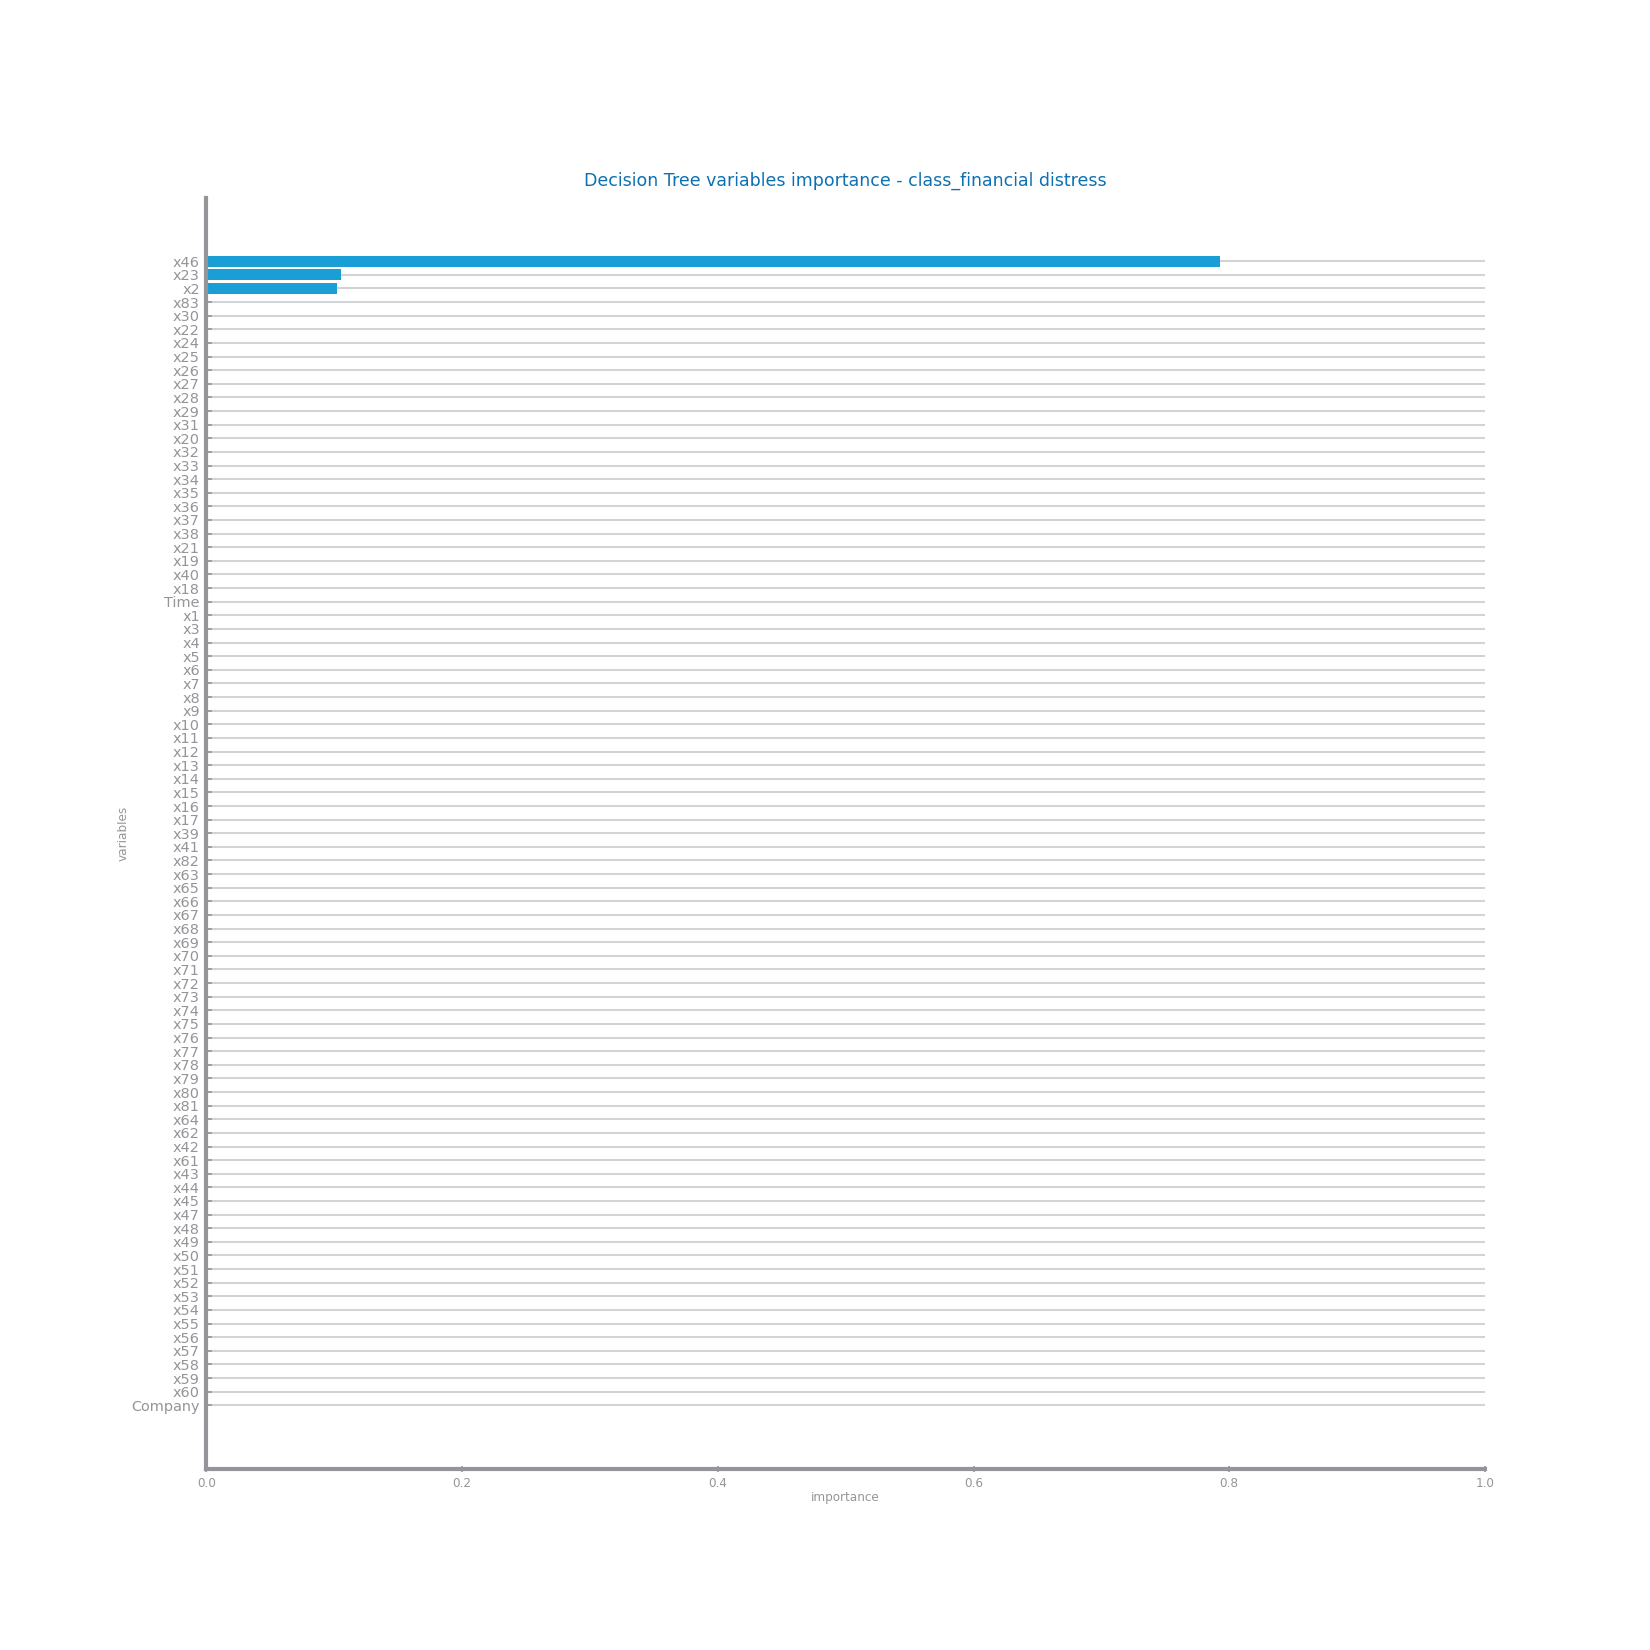 Decision Tree variables importance - class_financial distress
x46
x23
x2
x83
x30
x22
x24
x25
x26
x27
x28
x29
x31
x20
x32
x33
x34
x35
x36
x37
x38
x21
x19
x40
x18
Time
x1
x3
x4
x5
x6
x7
x8
x9
x10
x11
x12
x13
x14
x15
x16
x17
x39
x41
x82
x63
x65
x66
x67
x68
x69
x70
x71
x72
x73
x74
x75
x76
x77
x78
x79
x80
x81
x64
x62
x42
x61
x43
x44
x45
x47
x48
x49
x50
x51
x52
x53
x54
x55
x56
x57
x58
x59
x60
Company
variables
0.0 0.2 0.4 0.6 0.8 1.0
importance